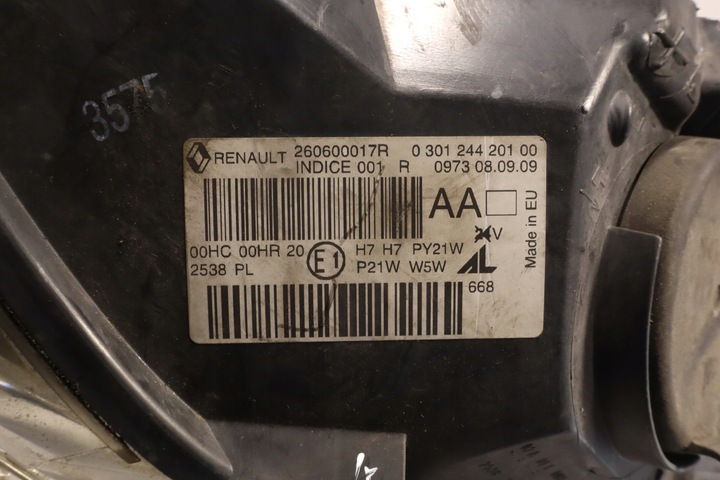 3575
RENAULT 260600017R 0 301 244 201 00
INDICE 001 R 0973 08.09.09
AA
Made in EU
00HC 00HR 20 E1 H7 H7 PY21W V
2538 PL P21W W5W AL
668